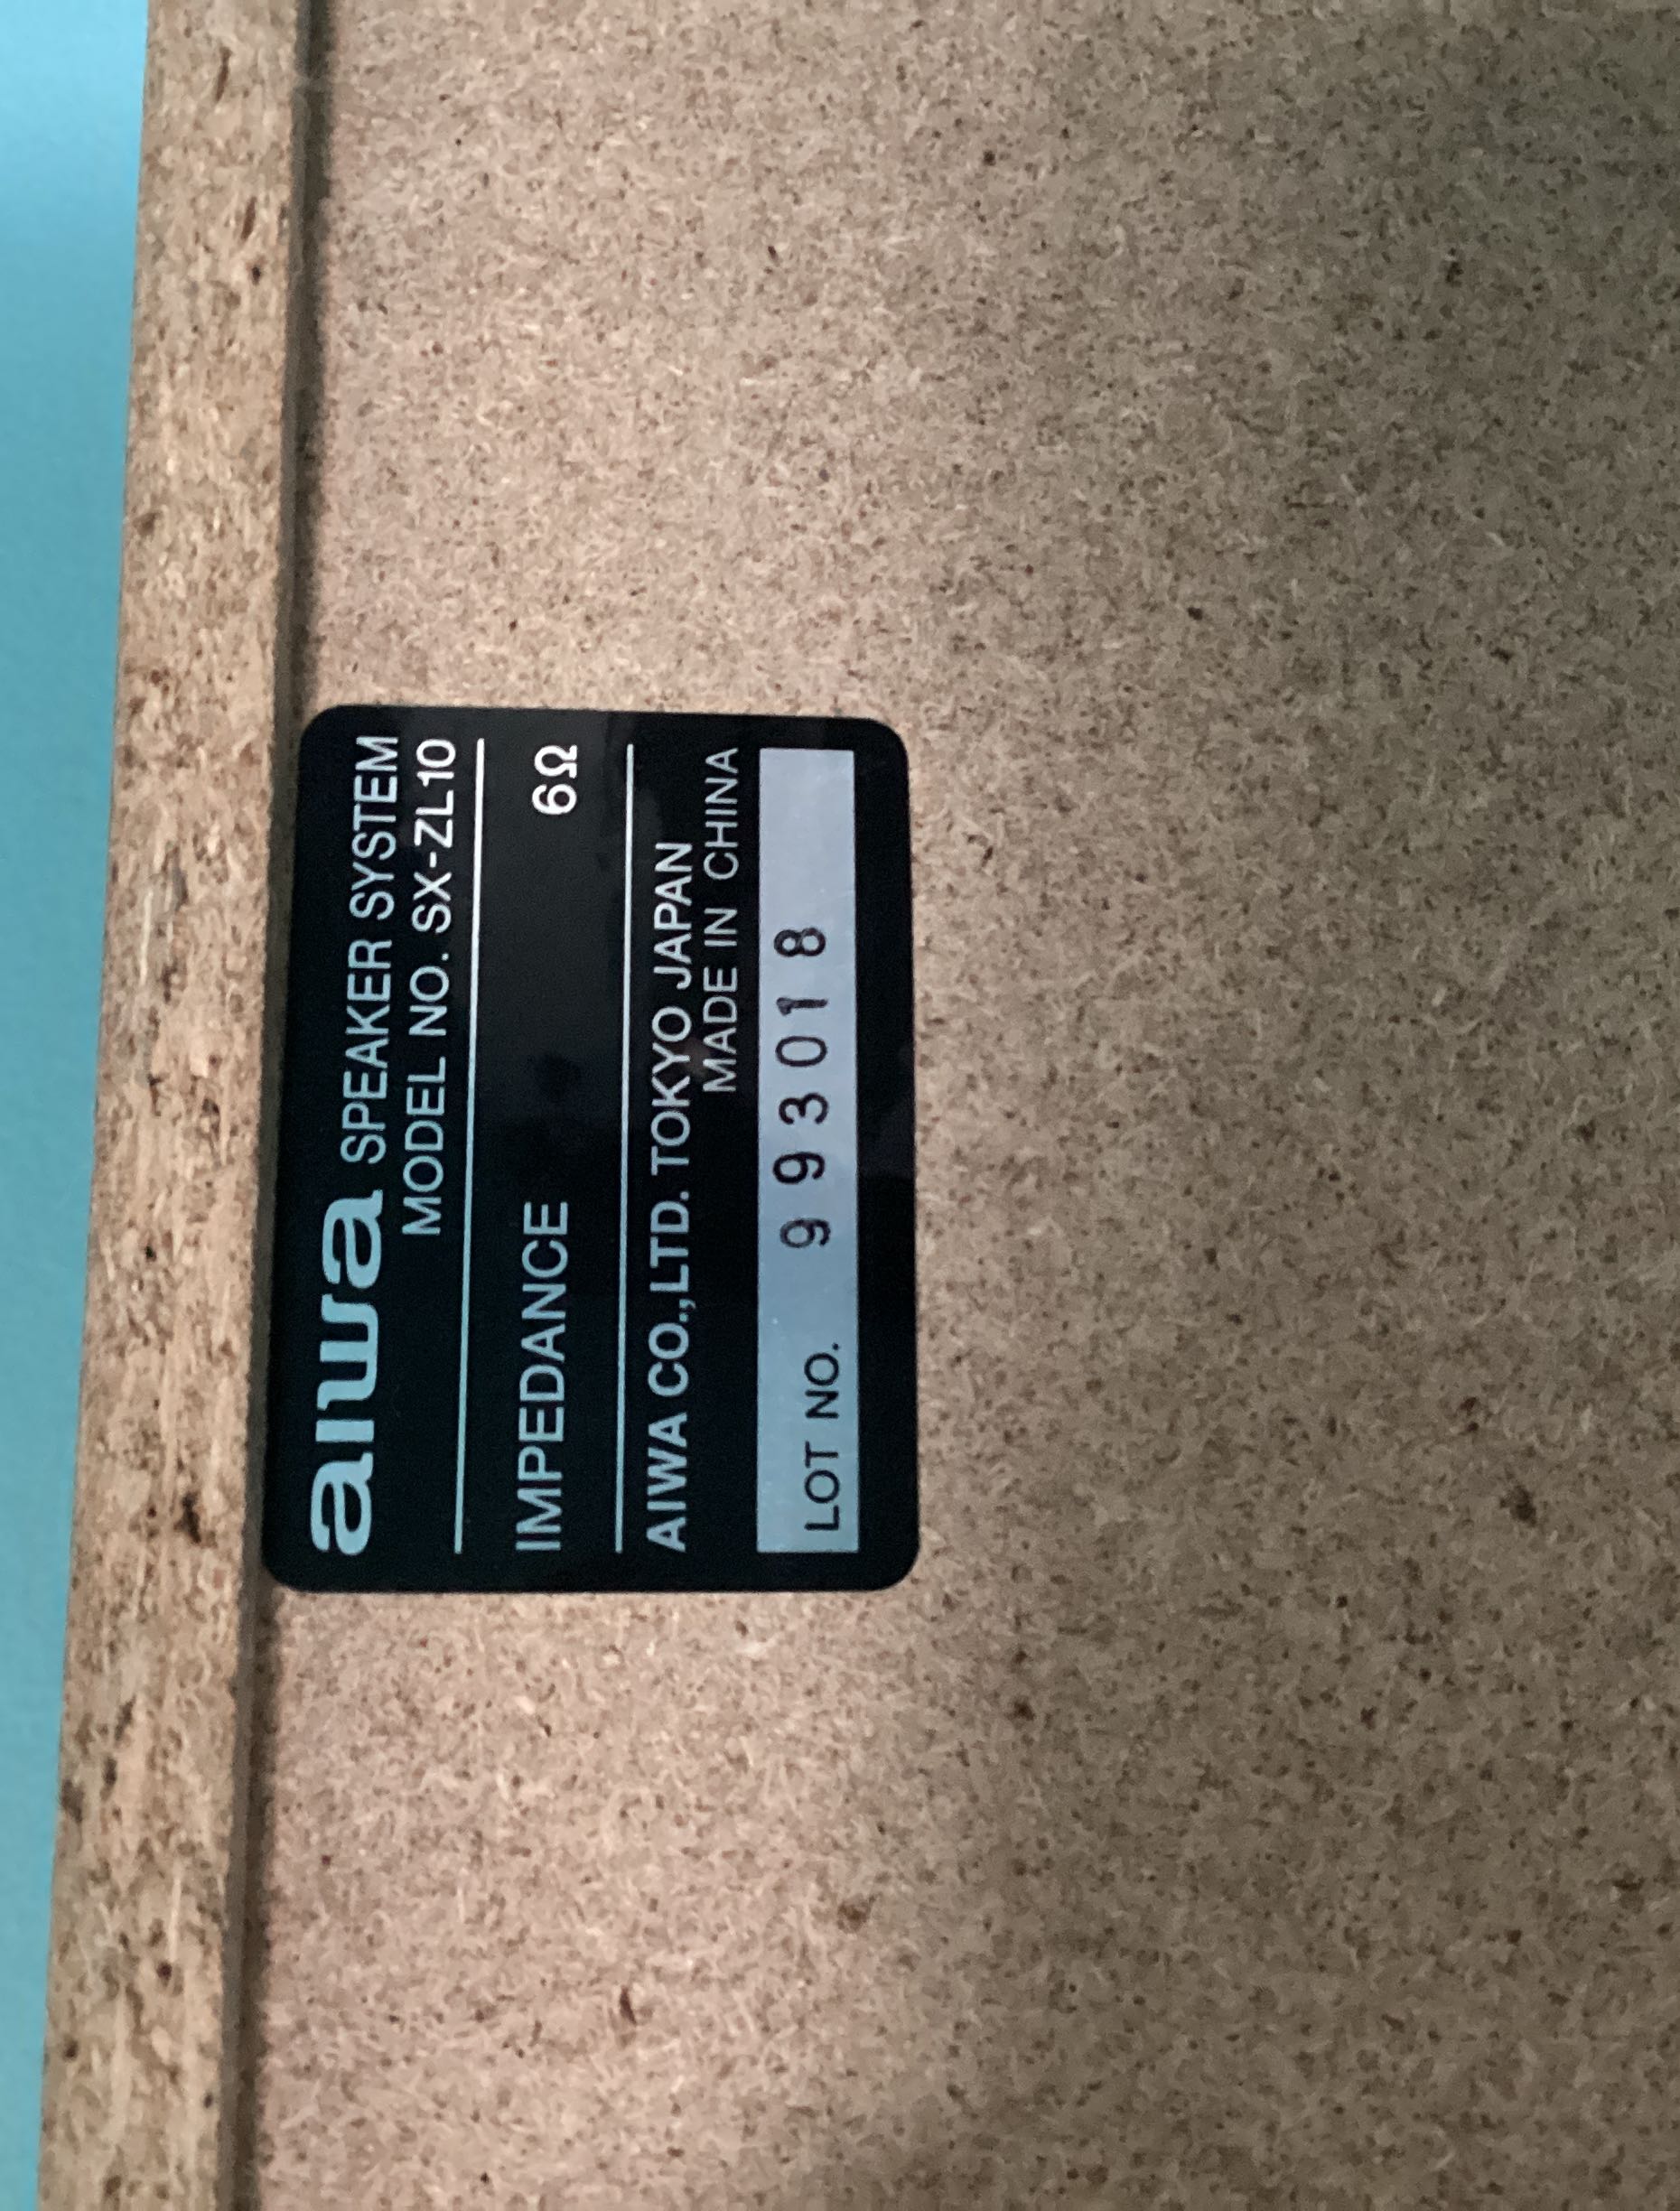 aiwa SPEAKER SYSTEM
MODEL NO. SX-ZL10
IMPEDANCE 6Ω
AIWA CO.,LTD. TOKYO JAPAN
MADE IN CHINA
LOT NO. 993018